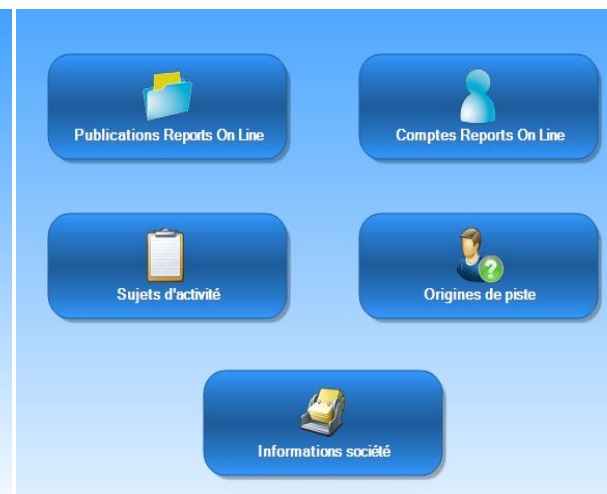 Publications Reports On Line
Comptes Reports On Line
Sujets d'activité
Origines de piste
Informations société